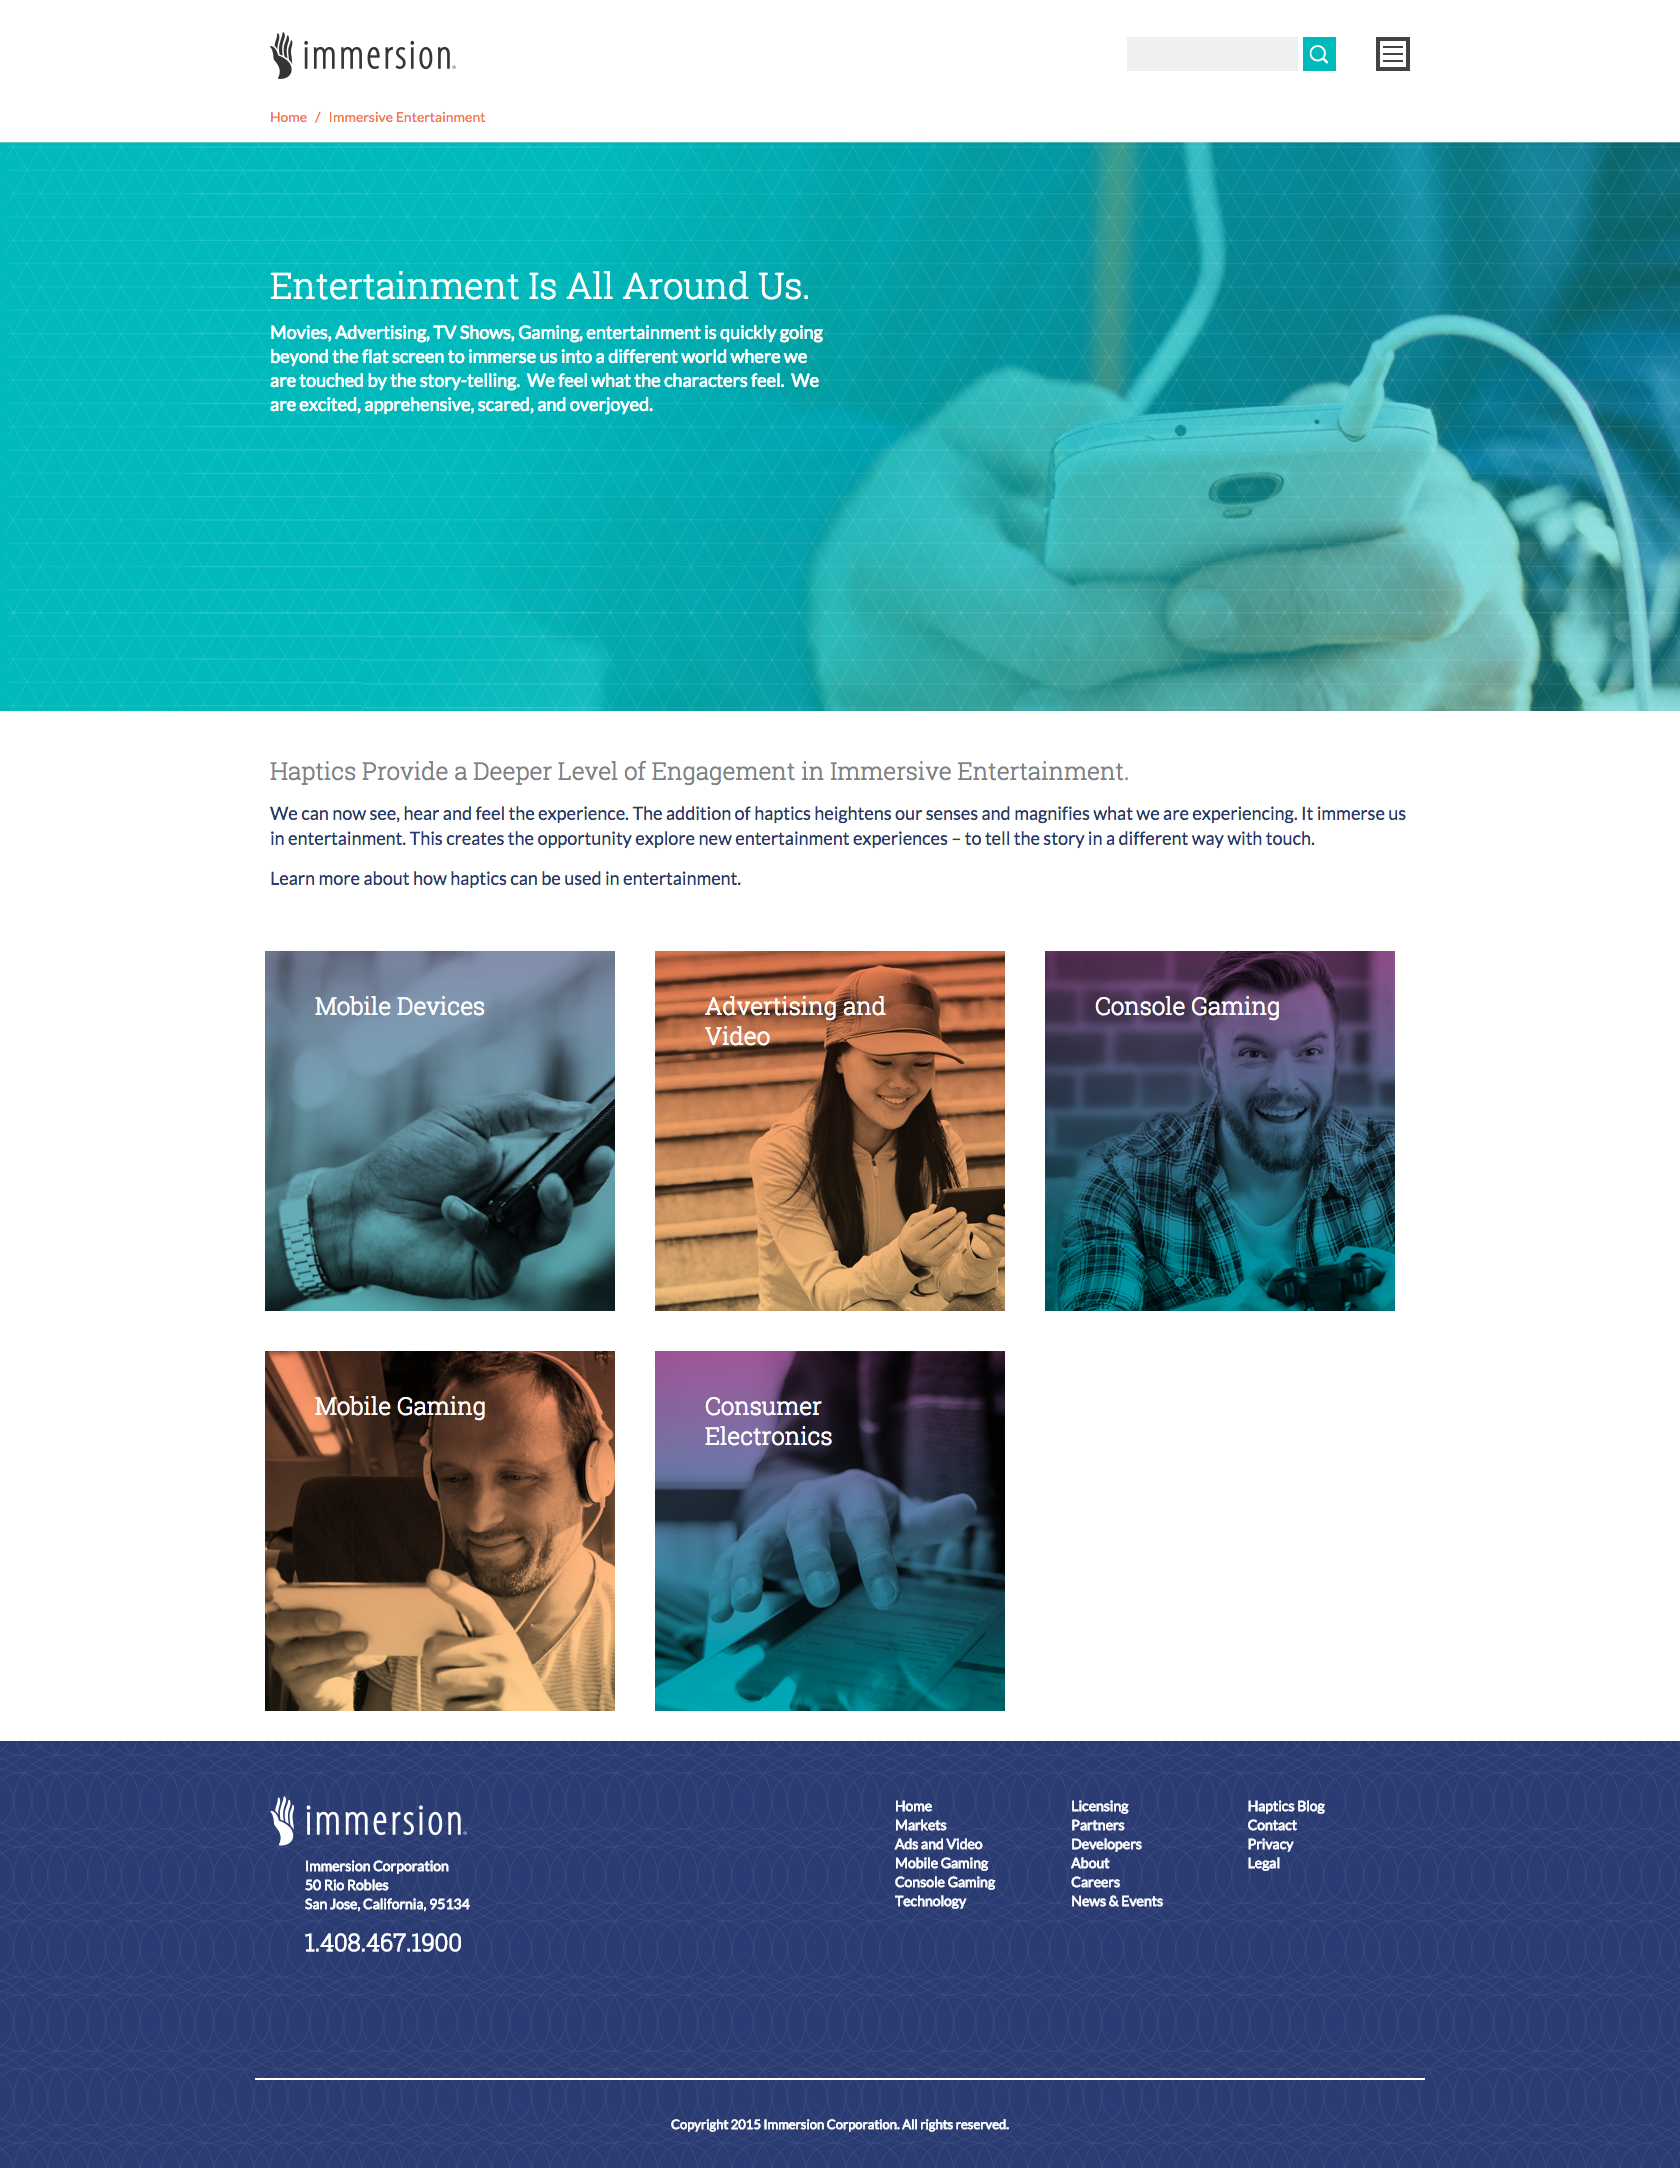 immersion
Home / Immersive Entertainment
Entertainment Is All Around Us.
Movies, Advertising, TV Shows, Gaming, entertainment is quickly going
beyond the flat screen to immerse us into a different world where we
are touched by the story-telling. We feel what the characters feel. We
are excited, apprehensive, scared, and overjoyed.
Haptics Provide a Deeper Level of Engagement in Immersive Entertainment.
We can now see, hear and feel the experience. The addition of haptics heightens our senses and magnifies what we are experiencing. It immerse us
in entertainment. This creates the opportunity explore new entertainment experiences – to tell the story in a different way with touch.
Learn more about how haptics can be used in entertainment.
Mobile Devices
Advertising and
Video
Console Gaming
Mobile Gaming
Consumer
Electronics
immersion
Immersion Corporation
50 Rio Robles
San Jose, California, 95134
1.408.467.1900
Home
Markets
Ads and Video
Mobile Gaming
Console Gaming
Technology
Licensing
Partners
Developers
About
Careers
News & Events
Haptics Blog
Contact
Privacy
Legal
Copyright 2015 Immersion Corporation. All rights reserved.